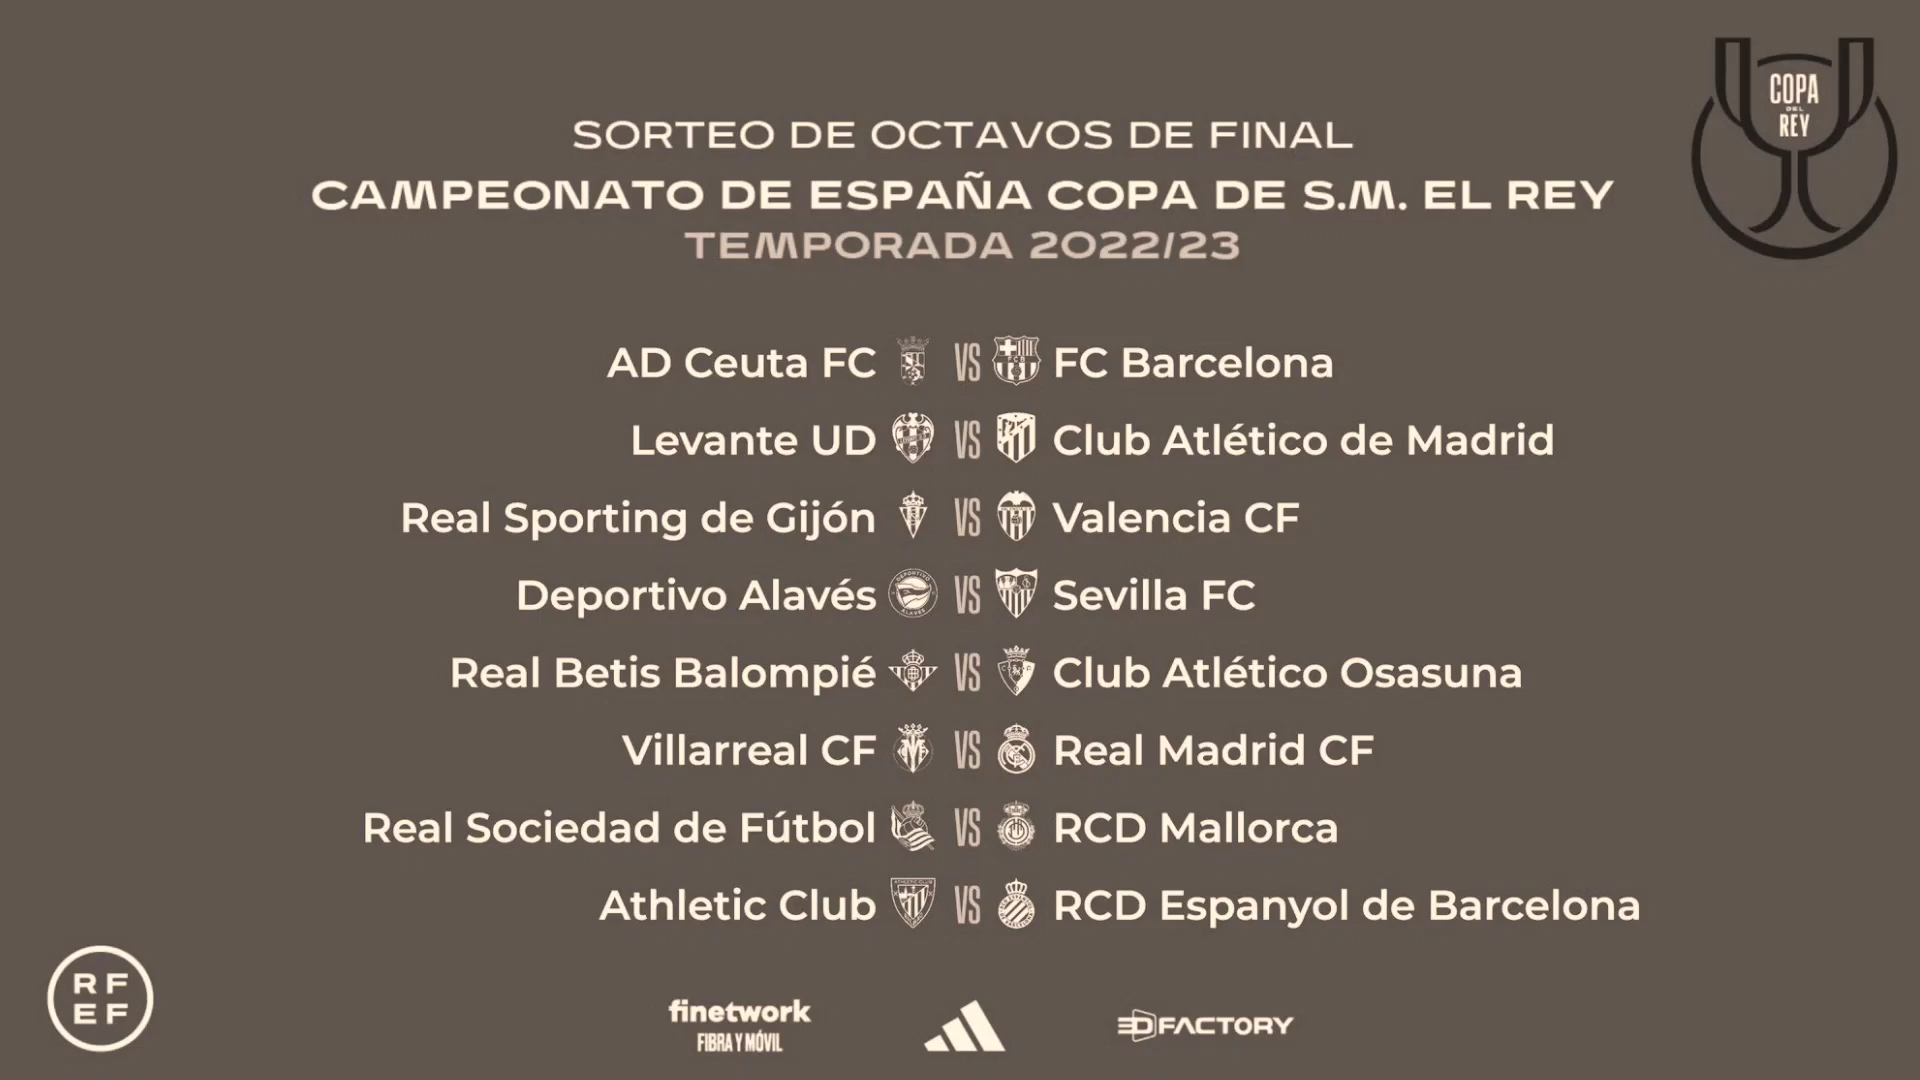 COPA
DEL
REY
SORTEO DE OCTAVOS DE FINAL
CAMPEONATO DE ESPAÑA COPA DE S.M. EL REY
TEMPORADA 2022/23
AD Ceuta FC VS FC Barcelona
Levante UD VS Club Atlético de Madrid
Real Sporting de Gijón VS Valencia CF
Deportivo Alavés VS Sevilla FC
Real Betis Balompié VS Club Atlético Osasuna
Villarreal CF VS Real Madrid CF
Real Sociedad de Fútbol VS RCD Mallorca
Athletic Club VS RCD Espanyol de Barcelona
RF
EF
finetwork
FIBRA Y MÓVIL
3DFACTORY